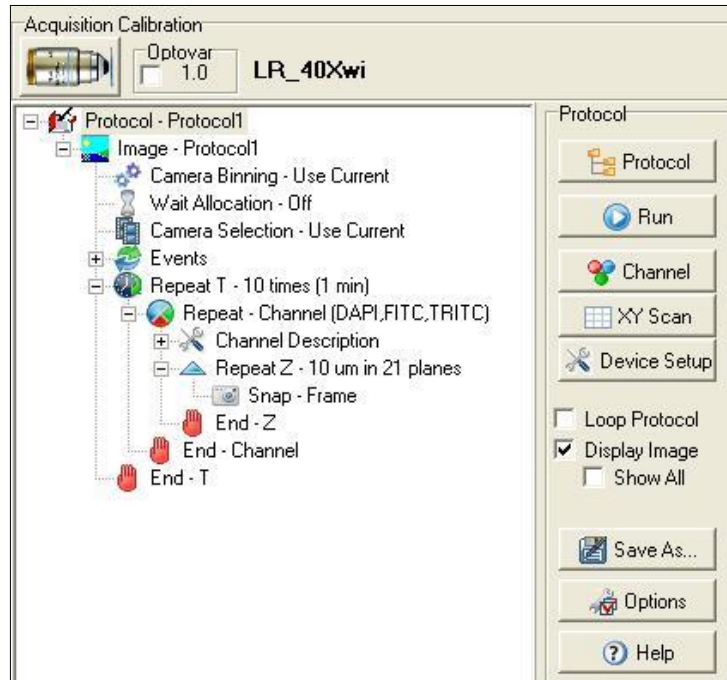 Acquisition Calibration
Optovar
1.0
LR_40Xwi
Protocol - Protocol1
Image - Protocol1
Camera Binning - Use Current
Wait Allocation - Off
Camera Selection - Use Current
Events
Repeat T - 10 times (1 min)
Repeat - Channel (DAPI,FITC,TRITC)
Channel Description
Repeat Z - 10 um in 21 planes
Snap - Frame
End - Z
End - Channel
End - T
Protocol
Protocol
Run
Channel
XY Scan
Device Setup
Loop Protocol
Display Image
Show All
Save As...
Options
Help